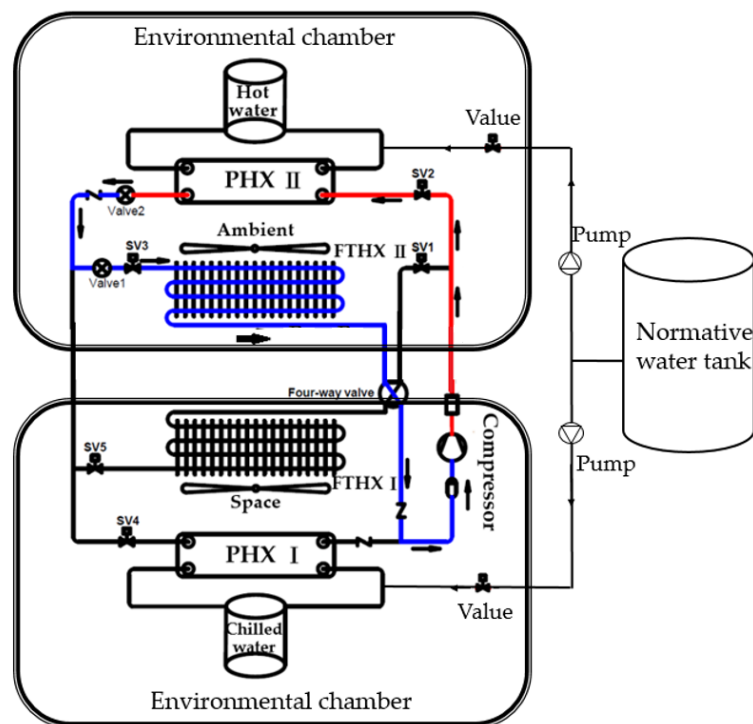 Environmental chamber
Hot
water
Value
PHX II
SV2
Valve2
Ambient
SV3
FTHX II
SV1
Valve1
Pump
Normative
water tank
Four-way valve
Compressor
SV5
FTHX I
Space
Pump
SV4
PHX I
Value
Chilled
water
Environmental chamber